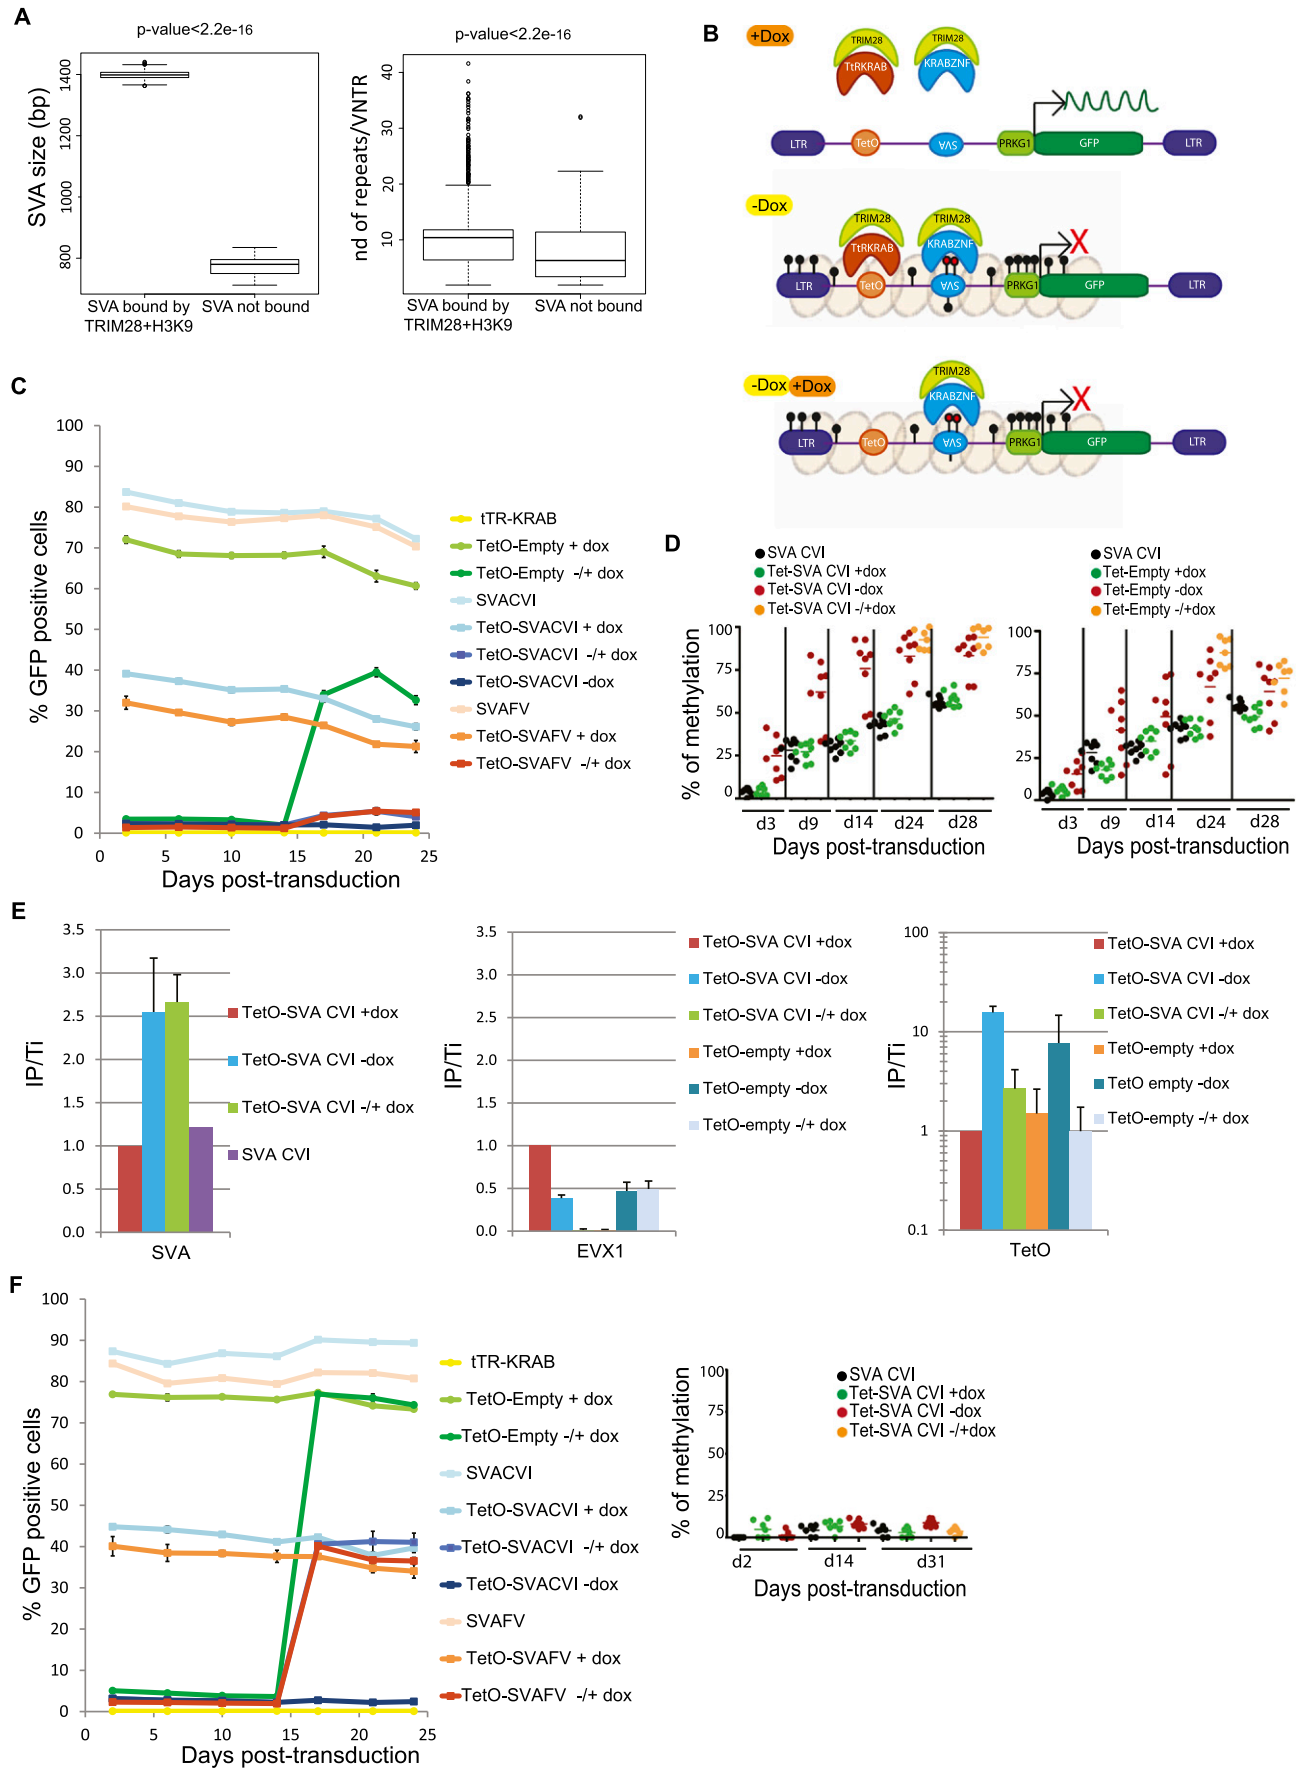 A
p-value<2.2e-16
SVA size (bp)
1400
1200
1000
800
SVA bound by
TRIM28+H3K9
SVA not bound
p-value<2.2e-16
nd of repeats/VNTR
40
30
20
10
SVA bound by
TRIM28+H3K9
SVA not bound
B
+Dox
TRIM28
TtRKRAB
TRIM28
KRABZNF
LTR
TetO
SVA
PRKG1
GFP
LTR
-Dox
TRIM28
TtRKRAB
TRIM28
KRABZNF
X
LTR
TetO
SVA
PRKG1
GFP
LTR
-Dox
+Dox
TRIM28
KRABZNF
X
LTR
TetO
SVA
PRKG1
GFP
LTR
C
% GFP positive cells
100
90
80
70
60
50
40
30
20
10
0
0 5 10 15 20 25
Days post-transduction
tTR-KRAB
TetO-Empty + dox
TetO-Empty -/+ dox
SVACVI
TetO-SVACVI + dox
TetO-SVACVI -/+ dox
TetO-SVACVI -dox
SVAFV
TetO-SVAFV + dox
TetO-SVAFV -/+ dox
D
SVA CVI
Tet-SVA CVI +dox
Tet-SVA CVI -dox
Tet-SVA CVI -/+dox
% of methylation
100
75
50
25
0
d3 d9 d14 d24 d28
Days post-transduction
SVA CVI
Tet-Empty +dox
Tet-Empty -dox
Tet-Empty -/+dox
100
75
50
25
0
d3 d9 d14 d24 d28
Days post-transduction
E
IP/Ti
3.5
3.0
2.5
2.0
1.5
1.0
0.5
0.0
SVA
TetO-SVA CVI +dox
TetO-SVA CVI -dox
TetO-SVA CVI -/+ dox
SVA CVI
IP/Ti
3.5
3.0
2.5
2.0
1.5
1.0
0.5
0.0
EVX1
TetO-SVA CVI +dox
TetO-SVA CVI -dox
TetO-SVA CVI -/+ dox
TetO-empty +dox
TetO-empty -dox
TetO-empty -/+ dox
IP/Ti
100
10
1
0.1
TetO
TetO-SVA CVI +dox
TetO-SVA CVI -dox
TetO-SVA CVI -/+ dox
TetO-empty +dox
TetO empty -dox
TetO-empty -/+ dox
F
% GFP positive cells
100
90
80
70
60
50
40
30
20
10
0
0 5 10 15 20 25
Days post-transduction
tTR-KRAB
TetO-Empty + dox
TetO-Empty -/+ dox
SVACVI
TetO-SVACVI + dox
TetO-SVACVI -/+ dox
TetO-SVACVI -dox
SVAFV
TetO-SVAFV + dox
TetO-SVAFV -/+ dox
% of methylation
100
75
50
25
0
SVA CVI
Tet-SVA CVI +dox
Tet-SVA CVI -dox
Tet-SVA CVI -/+dox
d2 d14 d31
Days post-transduction